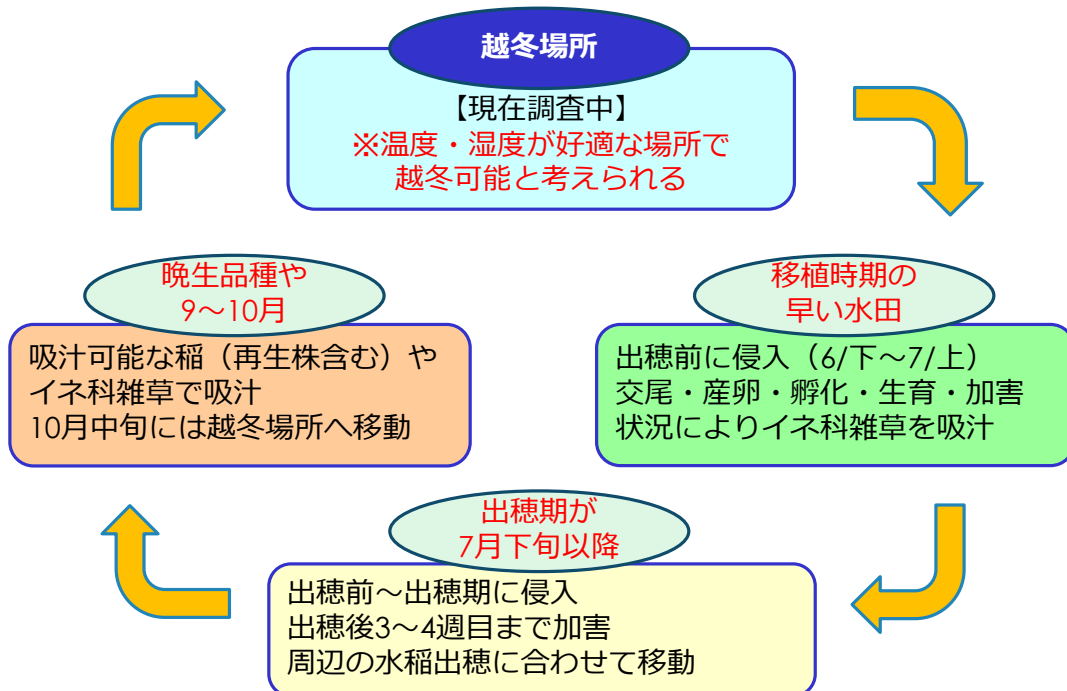 越冬場所
【現在調査中】
※温度・湿度が好適な場所で
越冬可能と考えられる
移植時期の
早い水田
出穂前に侵入（6/下～7/上）
交尾・産卵・孵化・生育・加害
状況によりイネ科雑草を吸汁
出穂期が
7月下旬以降
出穂前～出穂期に侵入
出穂後3～4週目まで加害
周辺の水稲出穂に合わせて移動
晩生品種や
9～10月
吸汁可能な稲（再生株含む）や
イネ科雑草で吸汁
10月中旬には越冬場所へ移動